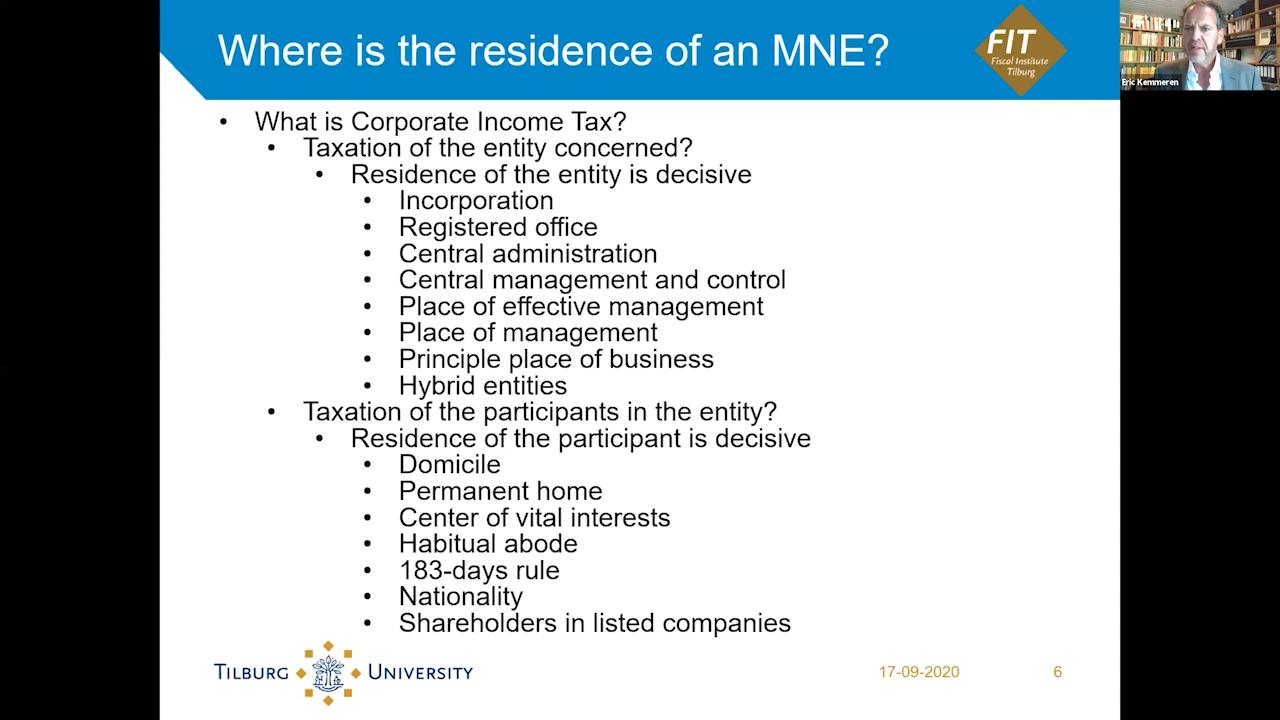 Where is the residence of an MNE?
FIT
Fiscal Institute
Tilburg
Eric Kemmeren
• What is Corporate Income Tax?
• Taxation of the entity concerned?
• Residence of the entity is decisive
• Incorporation
• Registered office
• Central administration
• Central management and control
• Place of effective management
• Place of management
• Principle place of business
• Hybrid entities
• Taxation of the participants in the entity?
• Residence of the participant is decisive
• Domicile
• Permanent home
• Center of vital interests
• Habitual abode
• 183-days rule
• Nationality
• Shareholders in listed companies
TILBURG UNIVERSITY
17-09-2020
6